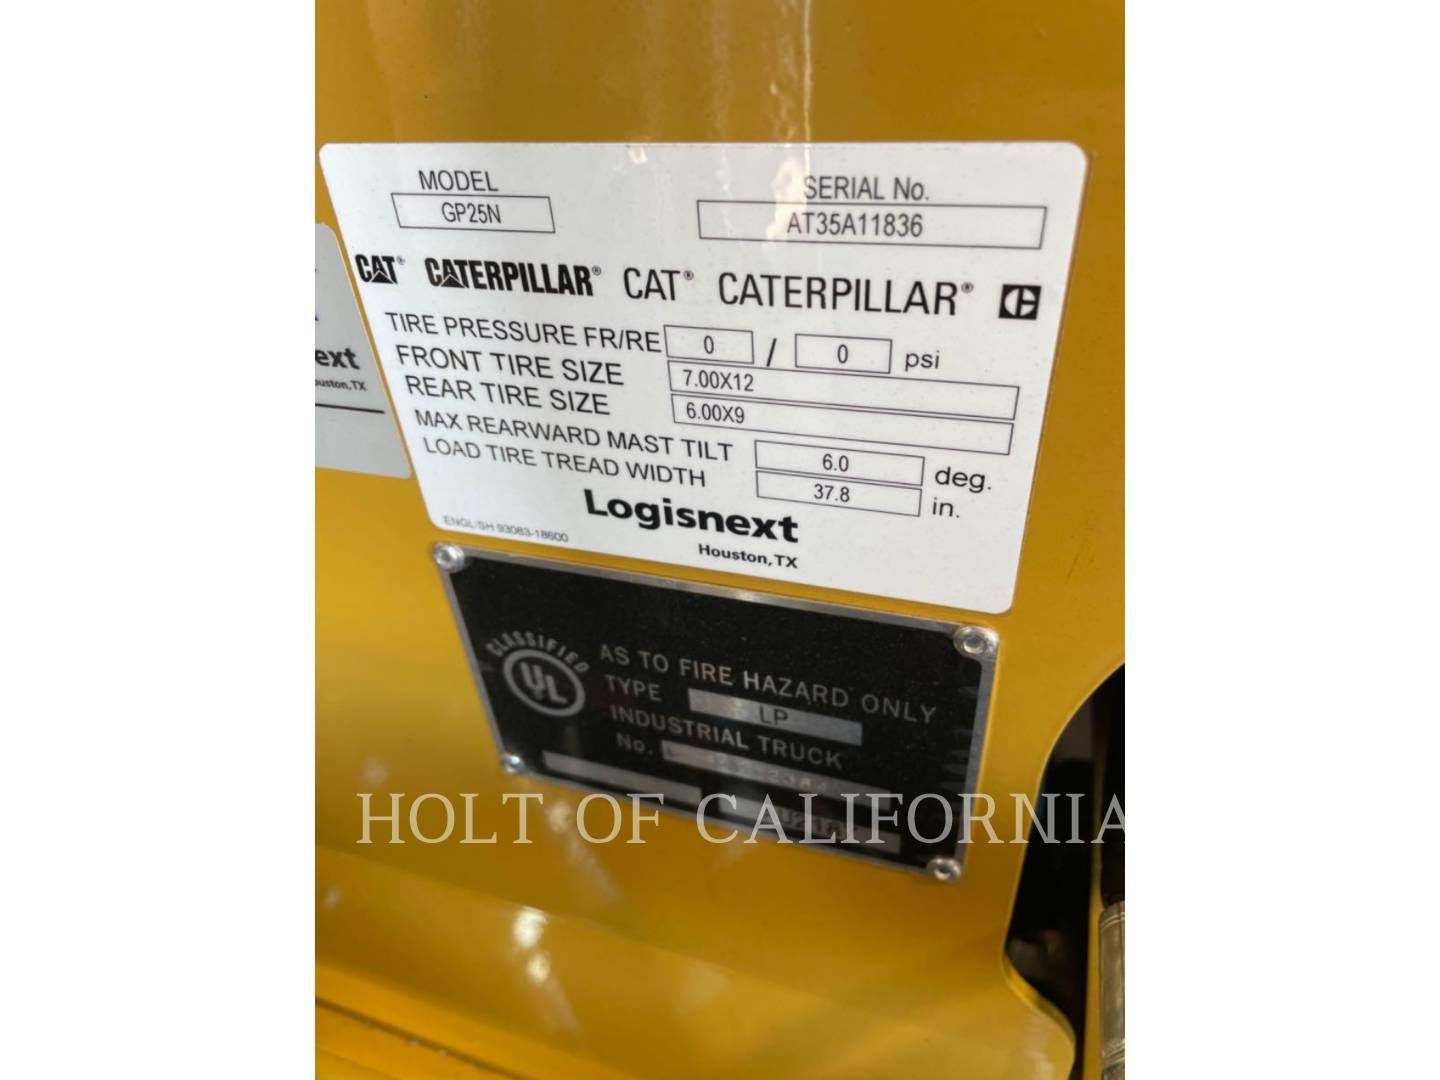 MODEL
GP25N
SERIAL No.
AT35A11836
CAT® CATERPILLAR® CAT® CATERPILLAR®
TIRE PRESSURE FR/RE 0 / 0 psi
FRONT TIRE SIZE 7.00X12
REAR TIRE SIZE 6.00X9
MAX REARWARD MAST TILT 6.0 deg.
LOAD TIRE TREAD WIDTH 37.8 in.
ENGLISH 93083-18600
Logisnext
Houston, TX
ext
ouston, TX
CLASSIFIED
UL
AS TO FIRE HAZARD ONLY
TYPE LP
INDUSTRIAL TRUCK
No.
HOLT OF CALIFORNIA